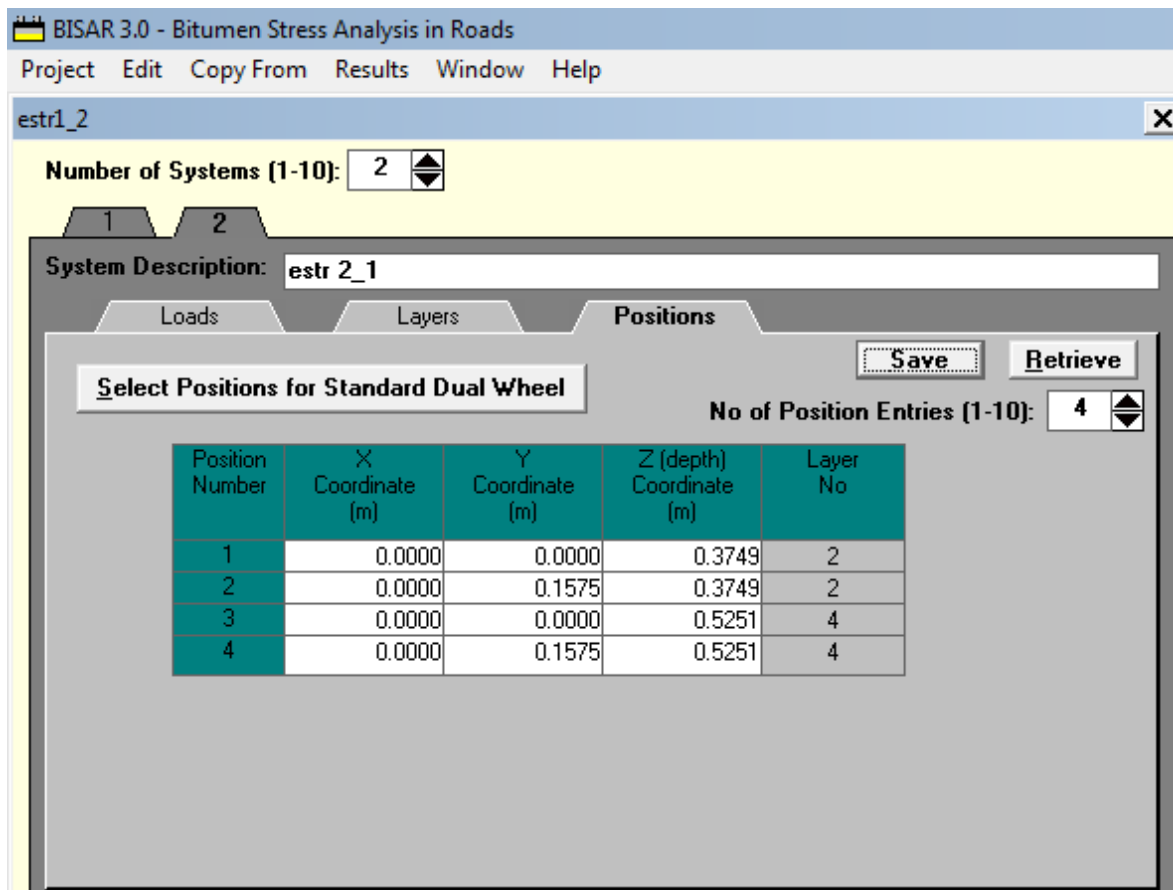 BISAR 3.0 - Bitumen Stress Analysis in Roads
Project Edit Copy From Results Window Help
estr1_2
Number of Systems (1-10): 2
1 2
System Description: estr 2_1
Loads Layers Positions
Save Retrieve
Select Positions for Standard Dual Wheel
No of Position Entries (1-10): 4
Position X Y Z (depth) Layer
Number Coordinate Coordinate Coordinate No
(m) (m) (m)
1 0.0000 0.0000 0.3749 2
2 0.0000 0.1575 0.3749 2
3 0.0000 0.0000 0.5251 4
4 0.0000 0.1575 0.5251 4